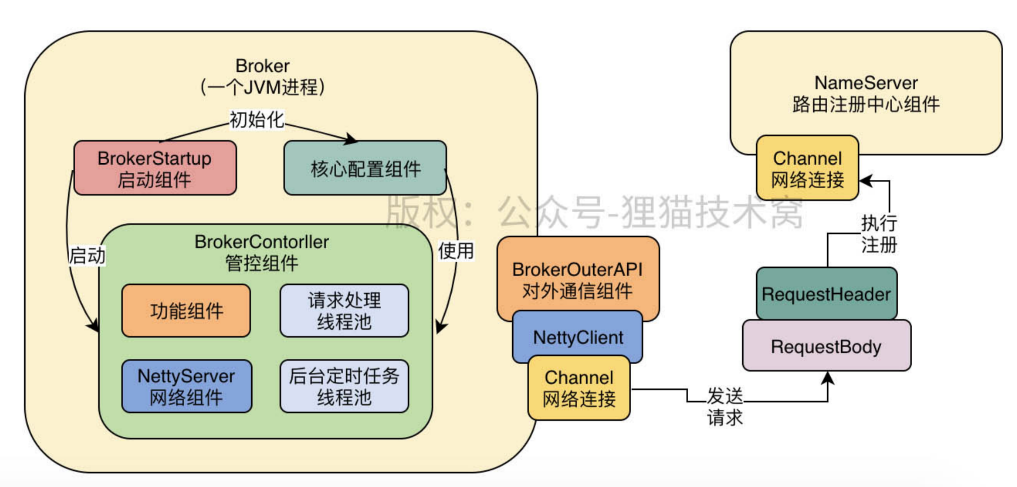 Broker
(一个JVM进程)
初始化
BrokerStartup
启动组件
核心配置组件
启动
使用
BrokerContorller
管控组件
功能组件
请求处理
线程池
NettyServer
网络组件
后台定时任务
线程池
BrokerOuterAPI
对外通信组件
NettyClient
Channel
网络连接
发送
请求
NameServer
路由注册中心组件
Channel
网络连接
执行
注册
RequestHeader
RequestBody
版权：公众号-狸猫技术窝